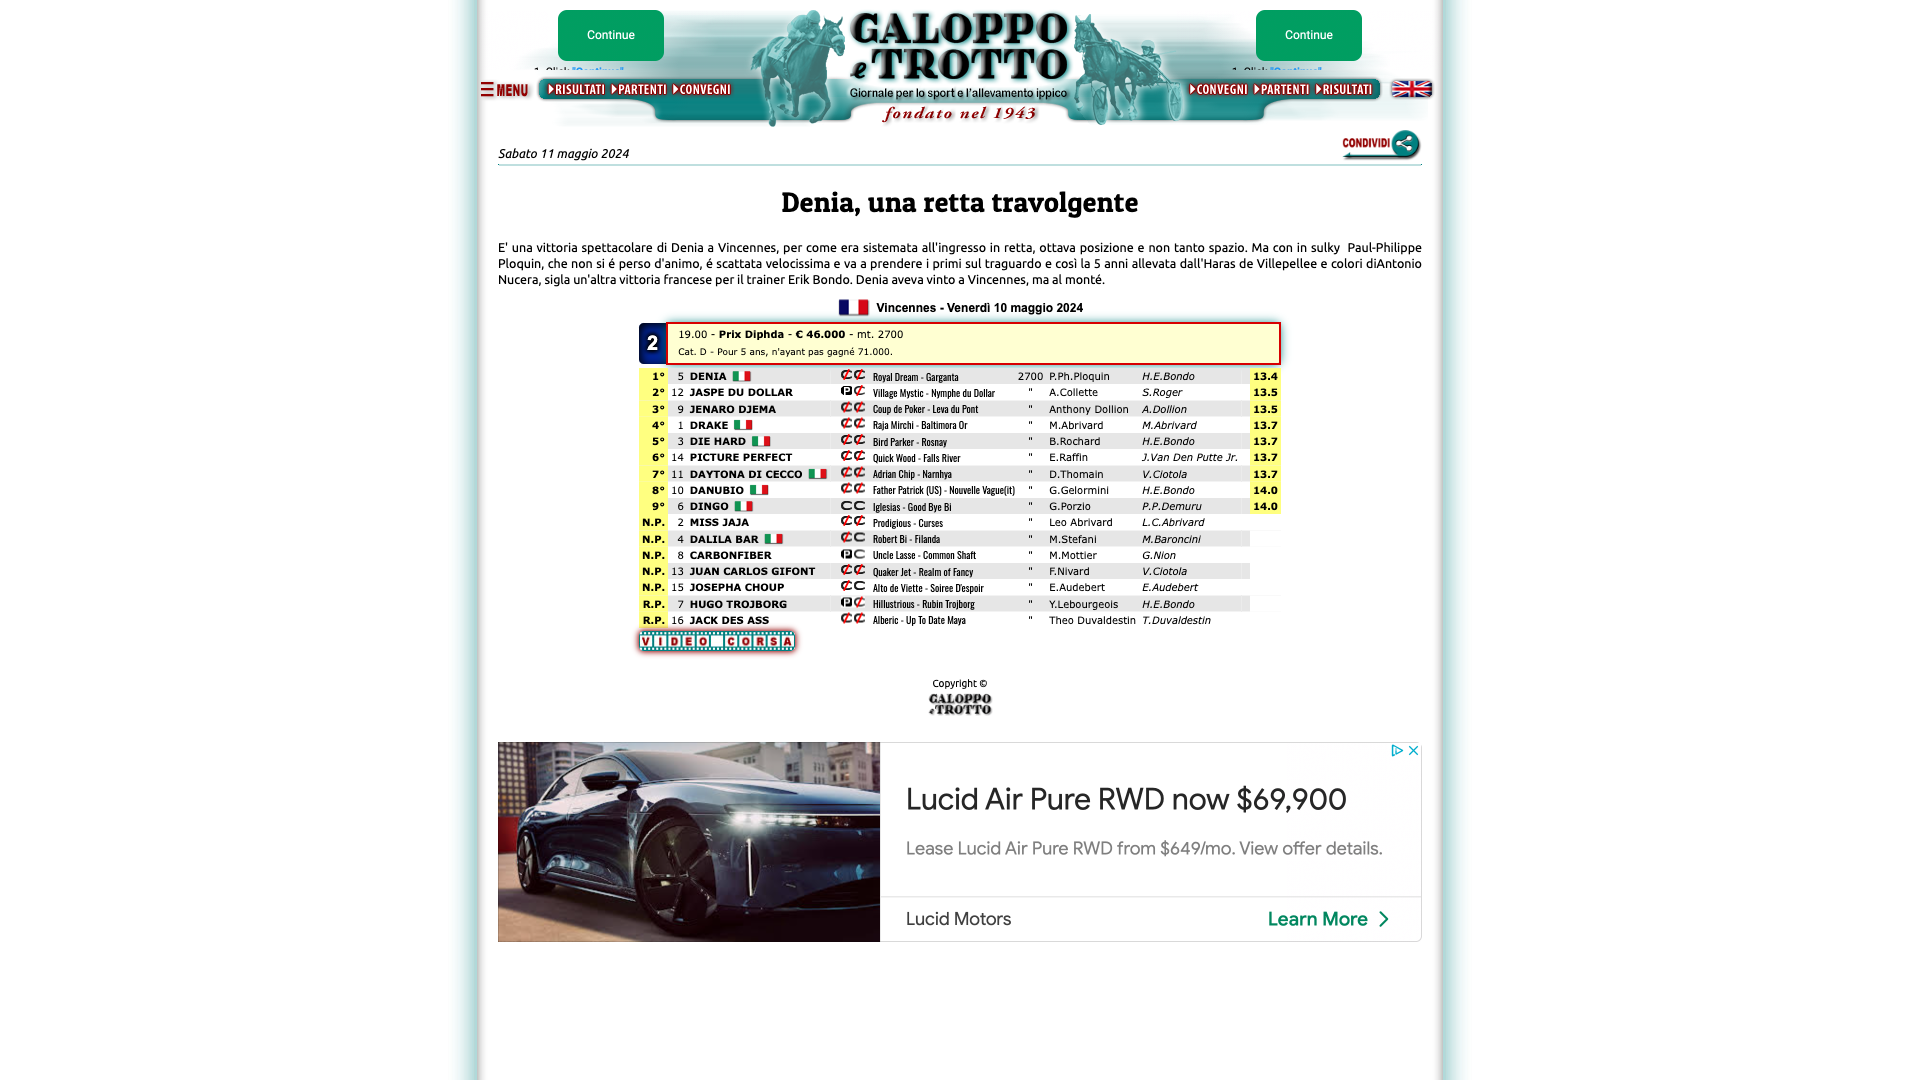 Continue
GALOPPO
e TROTTO
Continue
Giornale per lo sport e l'allevamento ippico
fondato nel 1943
MENU
RISULTATI PARTENTI CONVEGNI
CONVEGNI PARTENTI RISULTATI
CONDIVIDI
Sabato 11 maggio 2024
Denia, una retta travolgente
E' una vittoria spettacolare di Denia a Vincennes, per come era sistemata all'ingresso in retta, ottava posizione e non tanto spazio. Ma con in sulky Paul-Philippe
Ploquin, che non si é perso d'animo, é scattata velocissima e va a prendere i primi sul traguardo e così la 5 anni allevata dall'Haras de Villepellee e colori diAntonio
Nucera, sigla un'altra vittoria francese per il trainer Erik Bondo. Denia aveva vinto a Vincennes, ma al monté.
Vincennes - Venerdì 10 maggio 2024
2
19.00 - Prix Diphda - € 46.000 - mt. 2700
Cat. D - Pour 5 ans, n'ayant pas gagné 71.000.
1° 5 DENIA CC Royal Dream - Garganta 2700 P.Ph.Ploquin H.E.Bondo 13.4
2° 12 JASPE DU DOLLAR PC Village Mystic - Nymphe du Dollar " A.Collette S.Roger 13.5
3° 9 JENARO DJEMA CC Coup de Poker - Leva du Pont " Anthony Dollion A.Dollion 13.5
4° 1 DRAKE CC Raja Mirchi - Baltimora Or " M.Abrivard M.Abrivard 13.7
5° 3 DIE HARD CC Bird Parker - Rosnay " B.Rochard H.E.Bondo 13.7
6° 14 PICTURE PERFECT CC Quick Wood - Falls River " E.Raffin J.Van Den Putte Jr. 13.7
7° 11 DAYTONA DI CECCO CC Adrian Chip - Narnhya " D.Thomain V.Ciotola 13.7
8° 10 DANUBIO CC Father Patrick (US) - Nouvelle Vague(it) " G.Gelormini H.E.Bondo 14.0
9° 6 DINGO CC Iglesias - Good Bye Bi " G.Porzio P.P.Demuru 14.0
N.P. 2 MISS JAJA CC Prodigious - Curses " Leo Abrivard L.C.Abrivard
N.P. 4 DALILA BAR CC Robert Bi - Filanda " M.Stefani M.Baroncini
N.P. 8 CARBONFIBER PC Uncle Lasse - Common Shaft " M.Mottier G.Nion
N.P. 13 JUAN CARLOS GIFONT CC Quaker Jet - Realm of Fancy " F.Nivard V.Ciotola
N.P. 15 JOSEPHA CHOUP CC Alto de Viette - Soiree D'espoir " E.Audebert E.Audebert
R.P. 7 HUGO TROJBORG PC Hillustrious - Rubin Trojborg " Y.Lebourgeois H.E.Bondo
R.P. 16 JACK DES ASS CC Alberic - Up To Date Maya " Theo Duvaldestin T.Duvaldestin
VIDEO CORSA
Copyright ©
GALOPPO
e TROTTO
Lucid Air Pure RWD now $69,900
Lease Lucid Air Pure RWD from $649/mo. View offer details.
Lucid Motors
Learn More